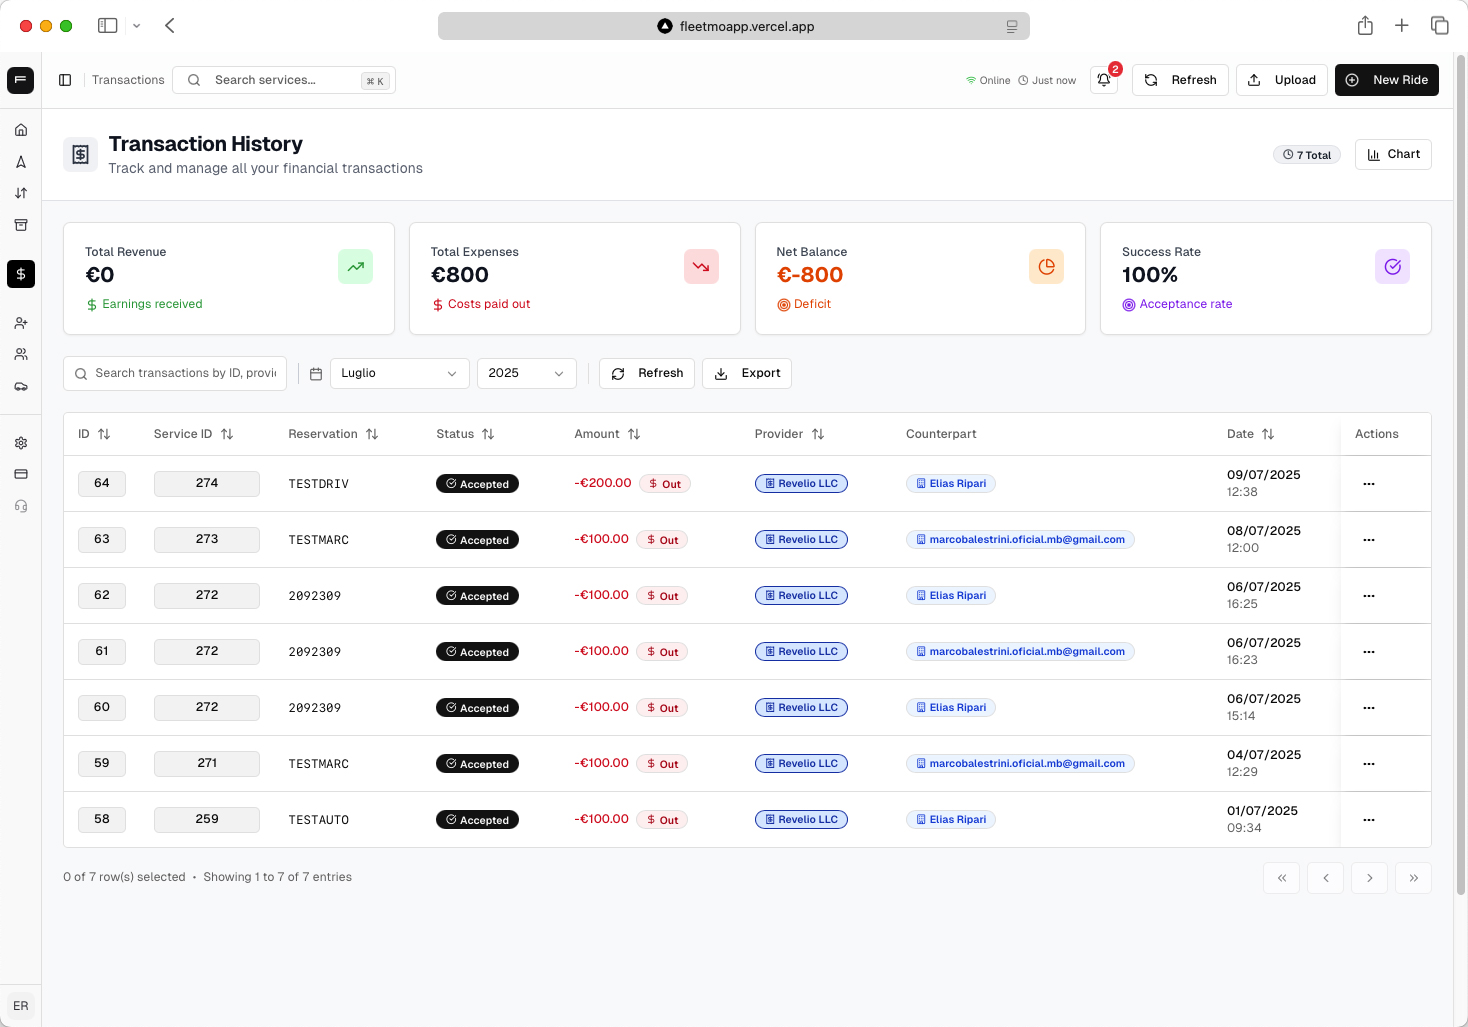 fleetmoapp.vercel.app
Transactions
Search services...
⌘ K
Online
Just now
2
Refresh
Upload
New Ride
Transaction History
Track and manage all your financial transactions
7 Total
Chart
Total Revenue
€0
Earnings received
Total Expenses
€800
Costs paid out
Net Balance
€-800
Deficit
Success Rate
100%
Acceptance rate
Search transactions by ID, provi
Luglio
2025
Refresh
Export
ID Service ID Reservation Status Amount Provider Counterpart Date Actions
64 274 TESTDRIV Accepted -€200.00 Out Revelio LLC Elias Ripari 09/07/2025
12:38
63 273 TESTMARC Accepted -€100.00 Out Revelio LLC marcobalestrini.oficial.mb@gmail.com 08/07/2025
12:00
62 272 2092309 Accepted -€100.00 Out Revelio LLC Elias Ripari 06/07/2025
16:25
61 272 2092309 Accepted -€100.00 Out Revelio LLC marcobalestrini.oficial.mb@gmail.com 06/07/2025
16:23
60 272 2092309 Accepted -€100.00 Out Revelio LLC Elias Ripari 06/07/2025
15:14
59 271 TESTMARC Accepted -€100.00 Out Revelio LLC marcobalestrini.oficial.mb@gmail.com 04/07/2025
12:29
58 259 TESTAUTO Accepted -€100.00 Out Revelio LLC Elias Ripari 01/07/2025
09:34
0 of 7 row(s) selected • Showing 1 to 7 of 7 entries
ER